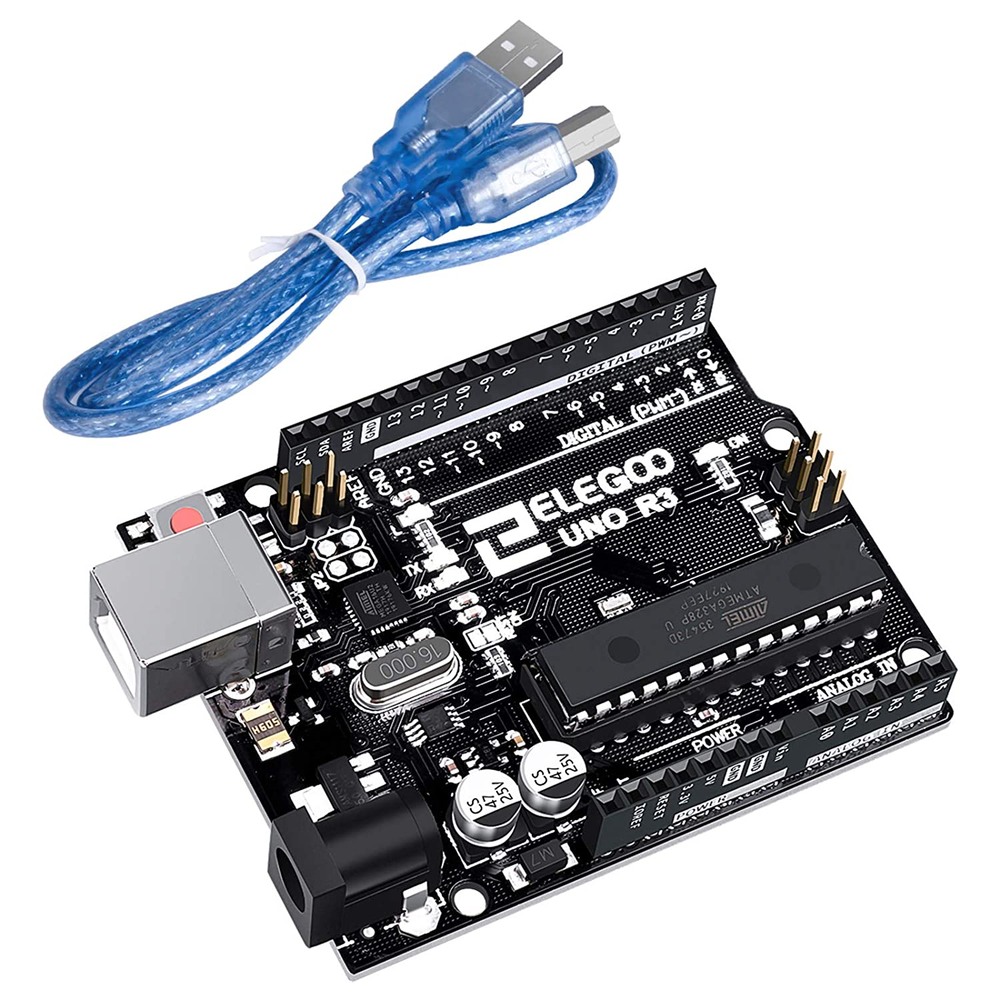 SCL
SDA
AREF
GND
13
12
~11
~10
~9
8
7
~6
~5
4
~3
2
1←TX
0→RX
DIGITAL (PWM~)
AREF
GND
13
12
~11
~10
~9
8
7
~6
~5
4
~3
2
1
0
DIGITAL (PWM~)
ELEGOO
UNO R3
ON
TX
RX
JP2
16.000
ATMEL
35473D
ATMEGA328P U
1927EEP
H605
ANALOG IN
POWER
CS
47
25V
CS
47
25V
M7
IOREF
RESET
3.3V
5V
GND
GND
Vin
POWER
A0
A1
A2
A3
A4
A5
ANALOG IN